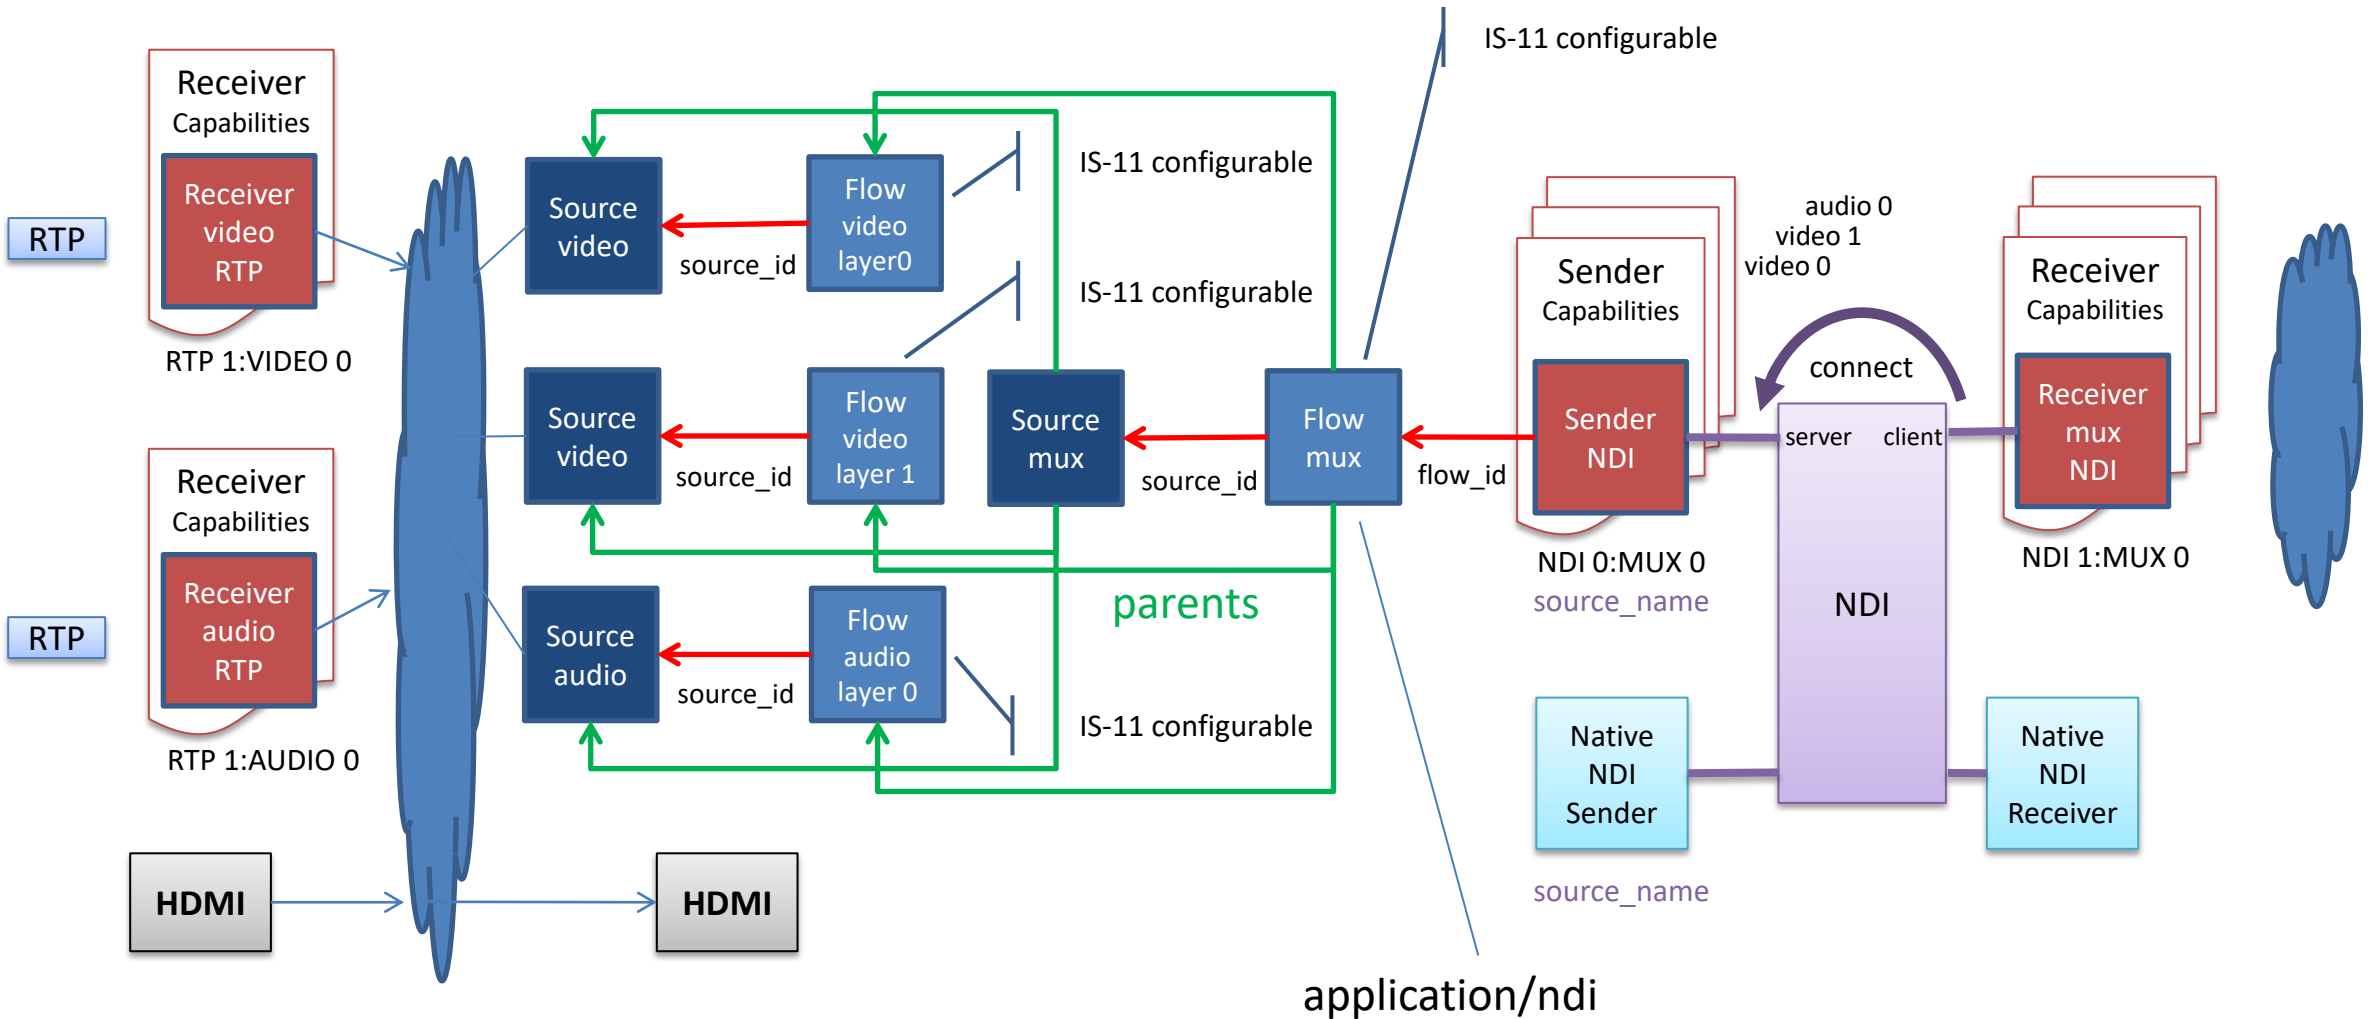 IS-11 configurable
Receiver
Capabilities
Receiver
video
RTP
RTP
RTP 1:VIDEO 0
Receiver
Capabilities
Receiver
audio
RTP
RTP
RTP 1:AUDIO 0
HDMI
HDMI
Source
video
source_id
Flow
video
layer0
IS-11 configurable
IS-11 configurable
Source
video
source_id
Flow
video
layer 1
Source
mux
source_id
Flow
mux
flow_id
Source
audio
source_id
Flow
audio
layer 0
IS-11 configurable
parents
application/ndi
Sender
Capabilities
Sender
NDI
NDI 0:MUX 0
source_name
audio 0
video 1
video 0
connect
server
client
NDI
Receiver
Capabilities
Receiver
mux
NDI
NDI 1:MUX 0
Native
NDI
Sender
source_name
Native
NDI
Receiver